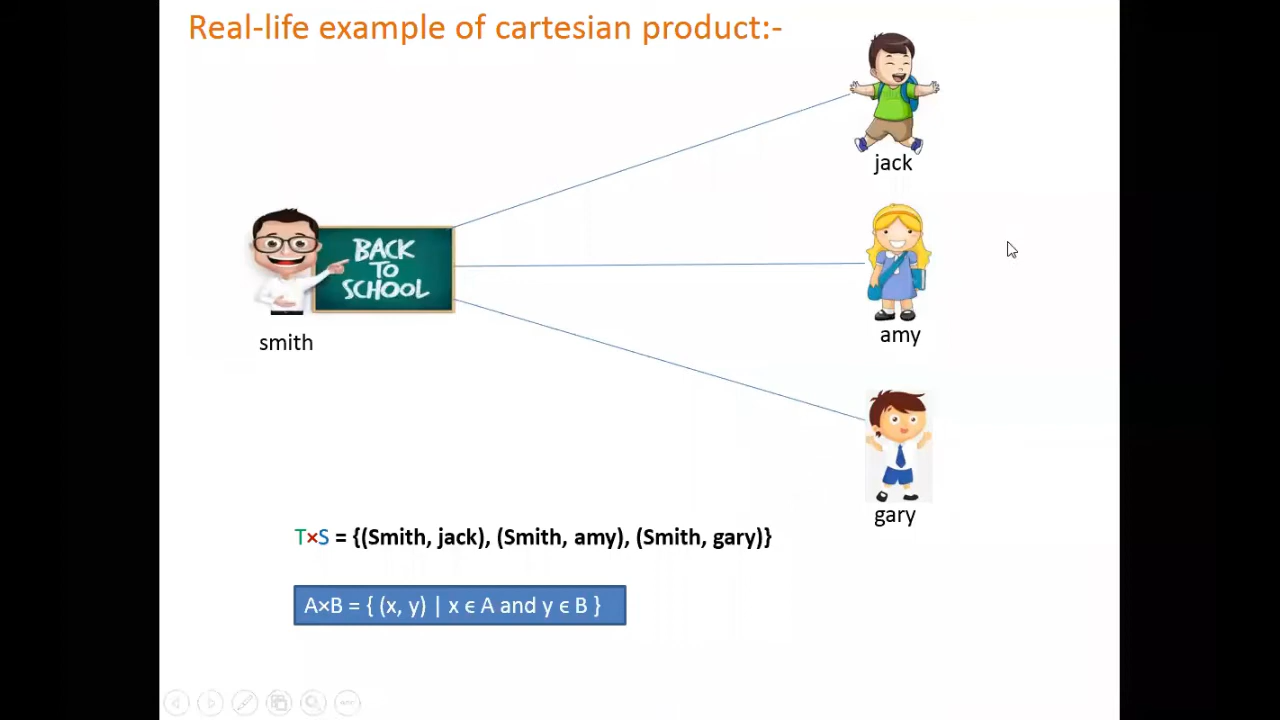 Real-life example of cartesian product:-
jack
BACK
TO
SCHOOL
smith
amy
gary
T×S = {(Smith, jack), (Smith, amy), (Smith, gary)}
A×B = { (x, y) | x ϵ A and y ϵ B }